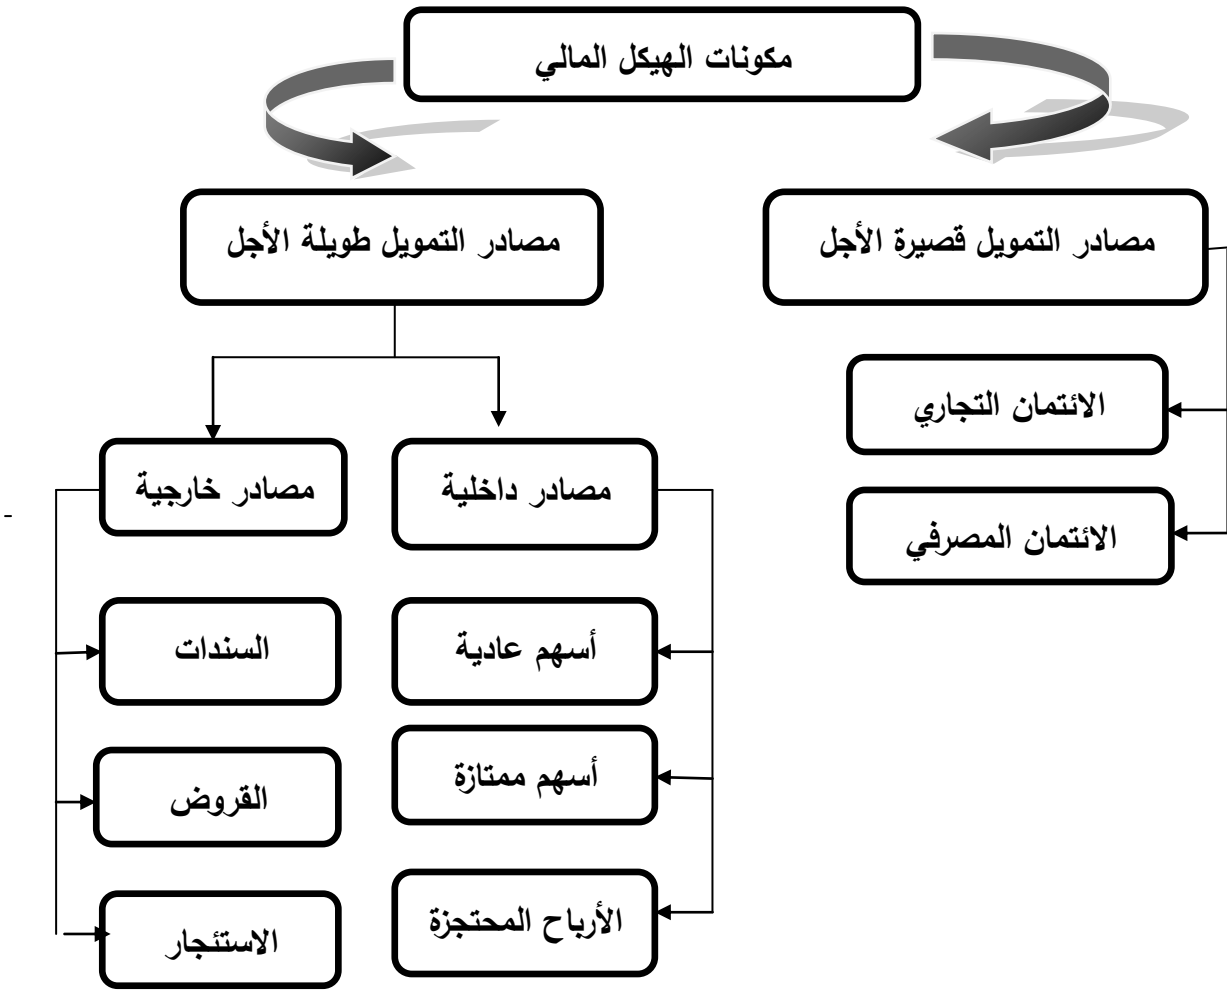 مكونات الهيكل المالي
مصادر التمويل قصيرة الأجل
مصادر التمويل طويلة الأجل
الائتمان التجاري
الائتمان المصرفي
مصادر داخلية
مصادر خارجية
أسهم عادية
السندات
أسهم ممتازة
القروض
الأرباح المحتجزة
الاستئجار
-